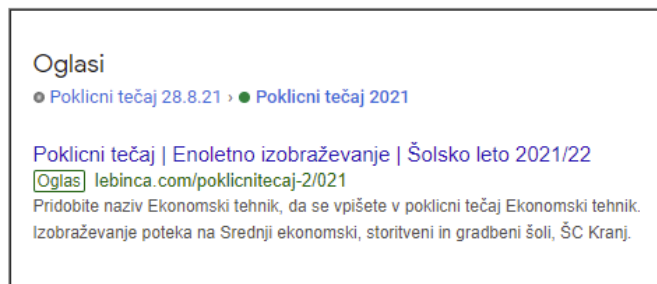 Oglasi
Poklicni tečaj 28.8.21 › Poklicni tečaj 2021
Poklicni tečaj | Enoletno izobraževanje | Šolsko leto 2021/22
Oglas lebinca.com/poklicnitecaj-2/021
Pridobite naziv Ekonomski tehnik, da se vpišete v poklicni tečaj Ekonomski tehnik.
Izobraževanje poteka na Srednji ekonomski, storitveni in gradbeni šoli, ŠC Kranj.